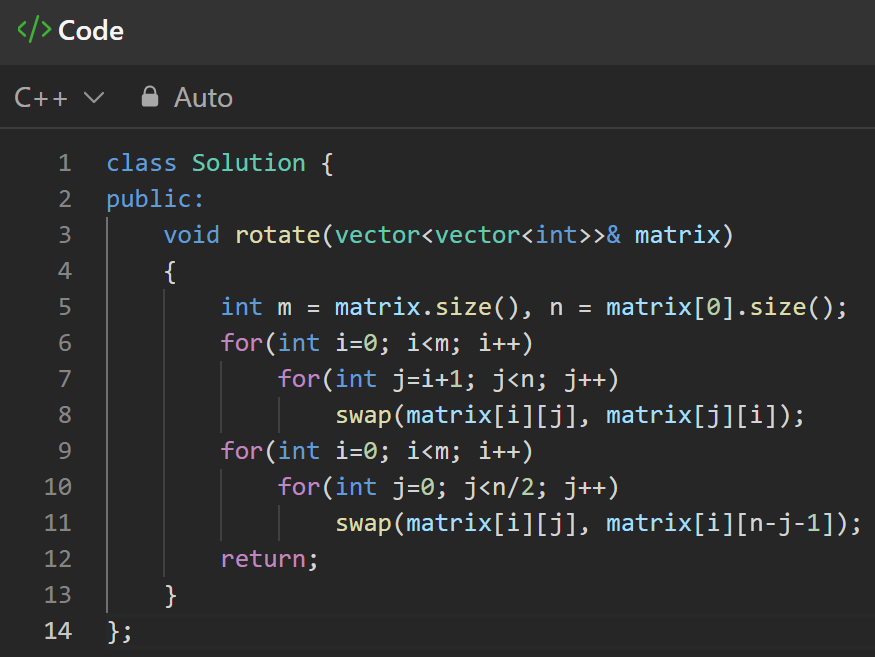 </> Code
C++ Auto
1 class Solution {
2 public:
3     void rotate(vector<vector<int>>& matrix)
4     {
5         int m = matrix.size(), n = matrix[0].size();
6         for(int i=0; i<m; i++)
7             for(int j=i+1; j<n; j++)
8                 swap(matrix[i][j], matrix[j][i]);
9         for(int i=0; i<m; i++)
10             for(int j=0; j<n/2; j++)
11                 swap(matrix[i][j], matrix[i][n-j-1]);
12         return;
13     }
14 };